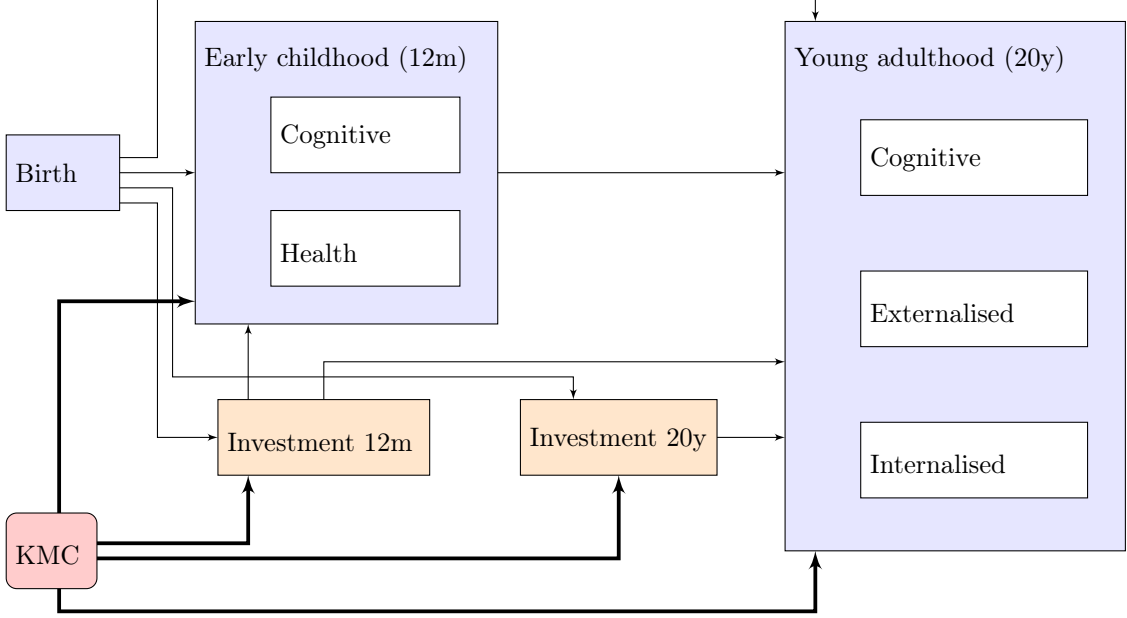 Early childhood (12m)
Cognitive
Health
Birth
Investment 12m
Investment 20y
KMC
Young adulthood (20y)
Cognitive
Externalised
Internalised